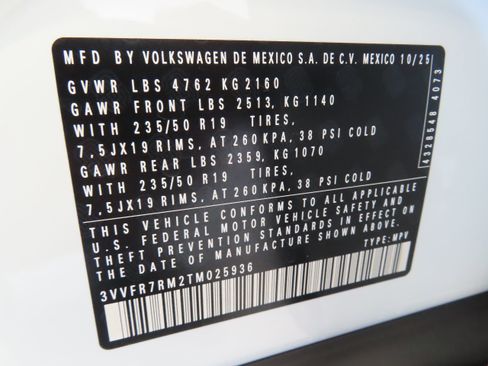 MFD BY VOLKSWAGEN DE MEXICO S.A. DE C.V. MEXICO 10/25
GVWR LBS 4762 KG 2160
GAWR FRONT LBS 2513, KG 1140
WITH 235/50 R19 TIRES,
7,5JX19 RIMS, AT 260 KPA, 38 PSI COLD
GAWR REAR LBS 2359, KG 1070
WITH 235/50 R19 TIRES,
7,5JX19 RIMS, AT 260 KPA, 38 PSI COLD
THIS VEHICLE CONFORMS TO ALL APPLICABLE
U.S. FEDERAL MOTOR VEHICLE SAFETY AND
THEFT PREVENTION STANDARDS IN EFFECT ON
THE DATE OF MANUFACTURE SHOWN ABOVE.
3VVFR7RM2TM025936 TYPE: MPV
4328548 4073